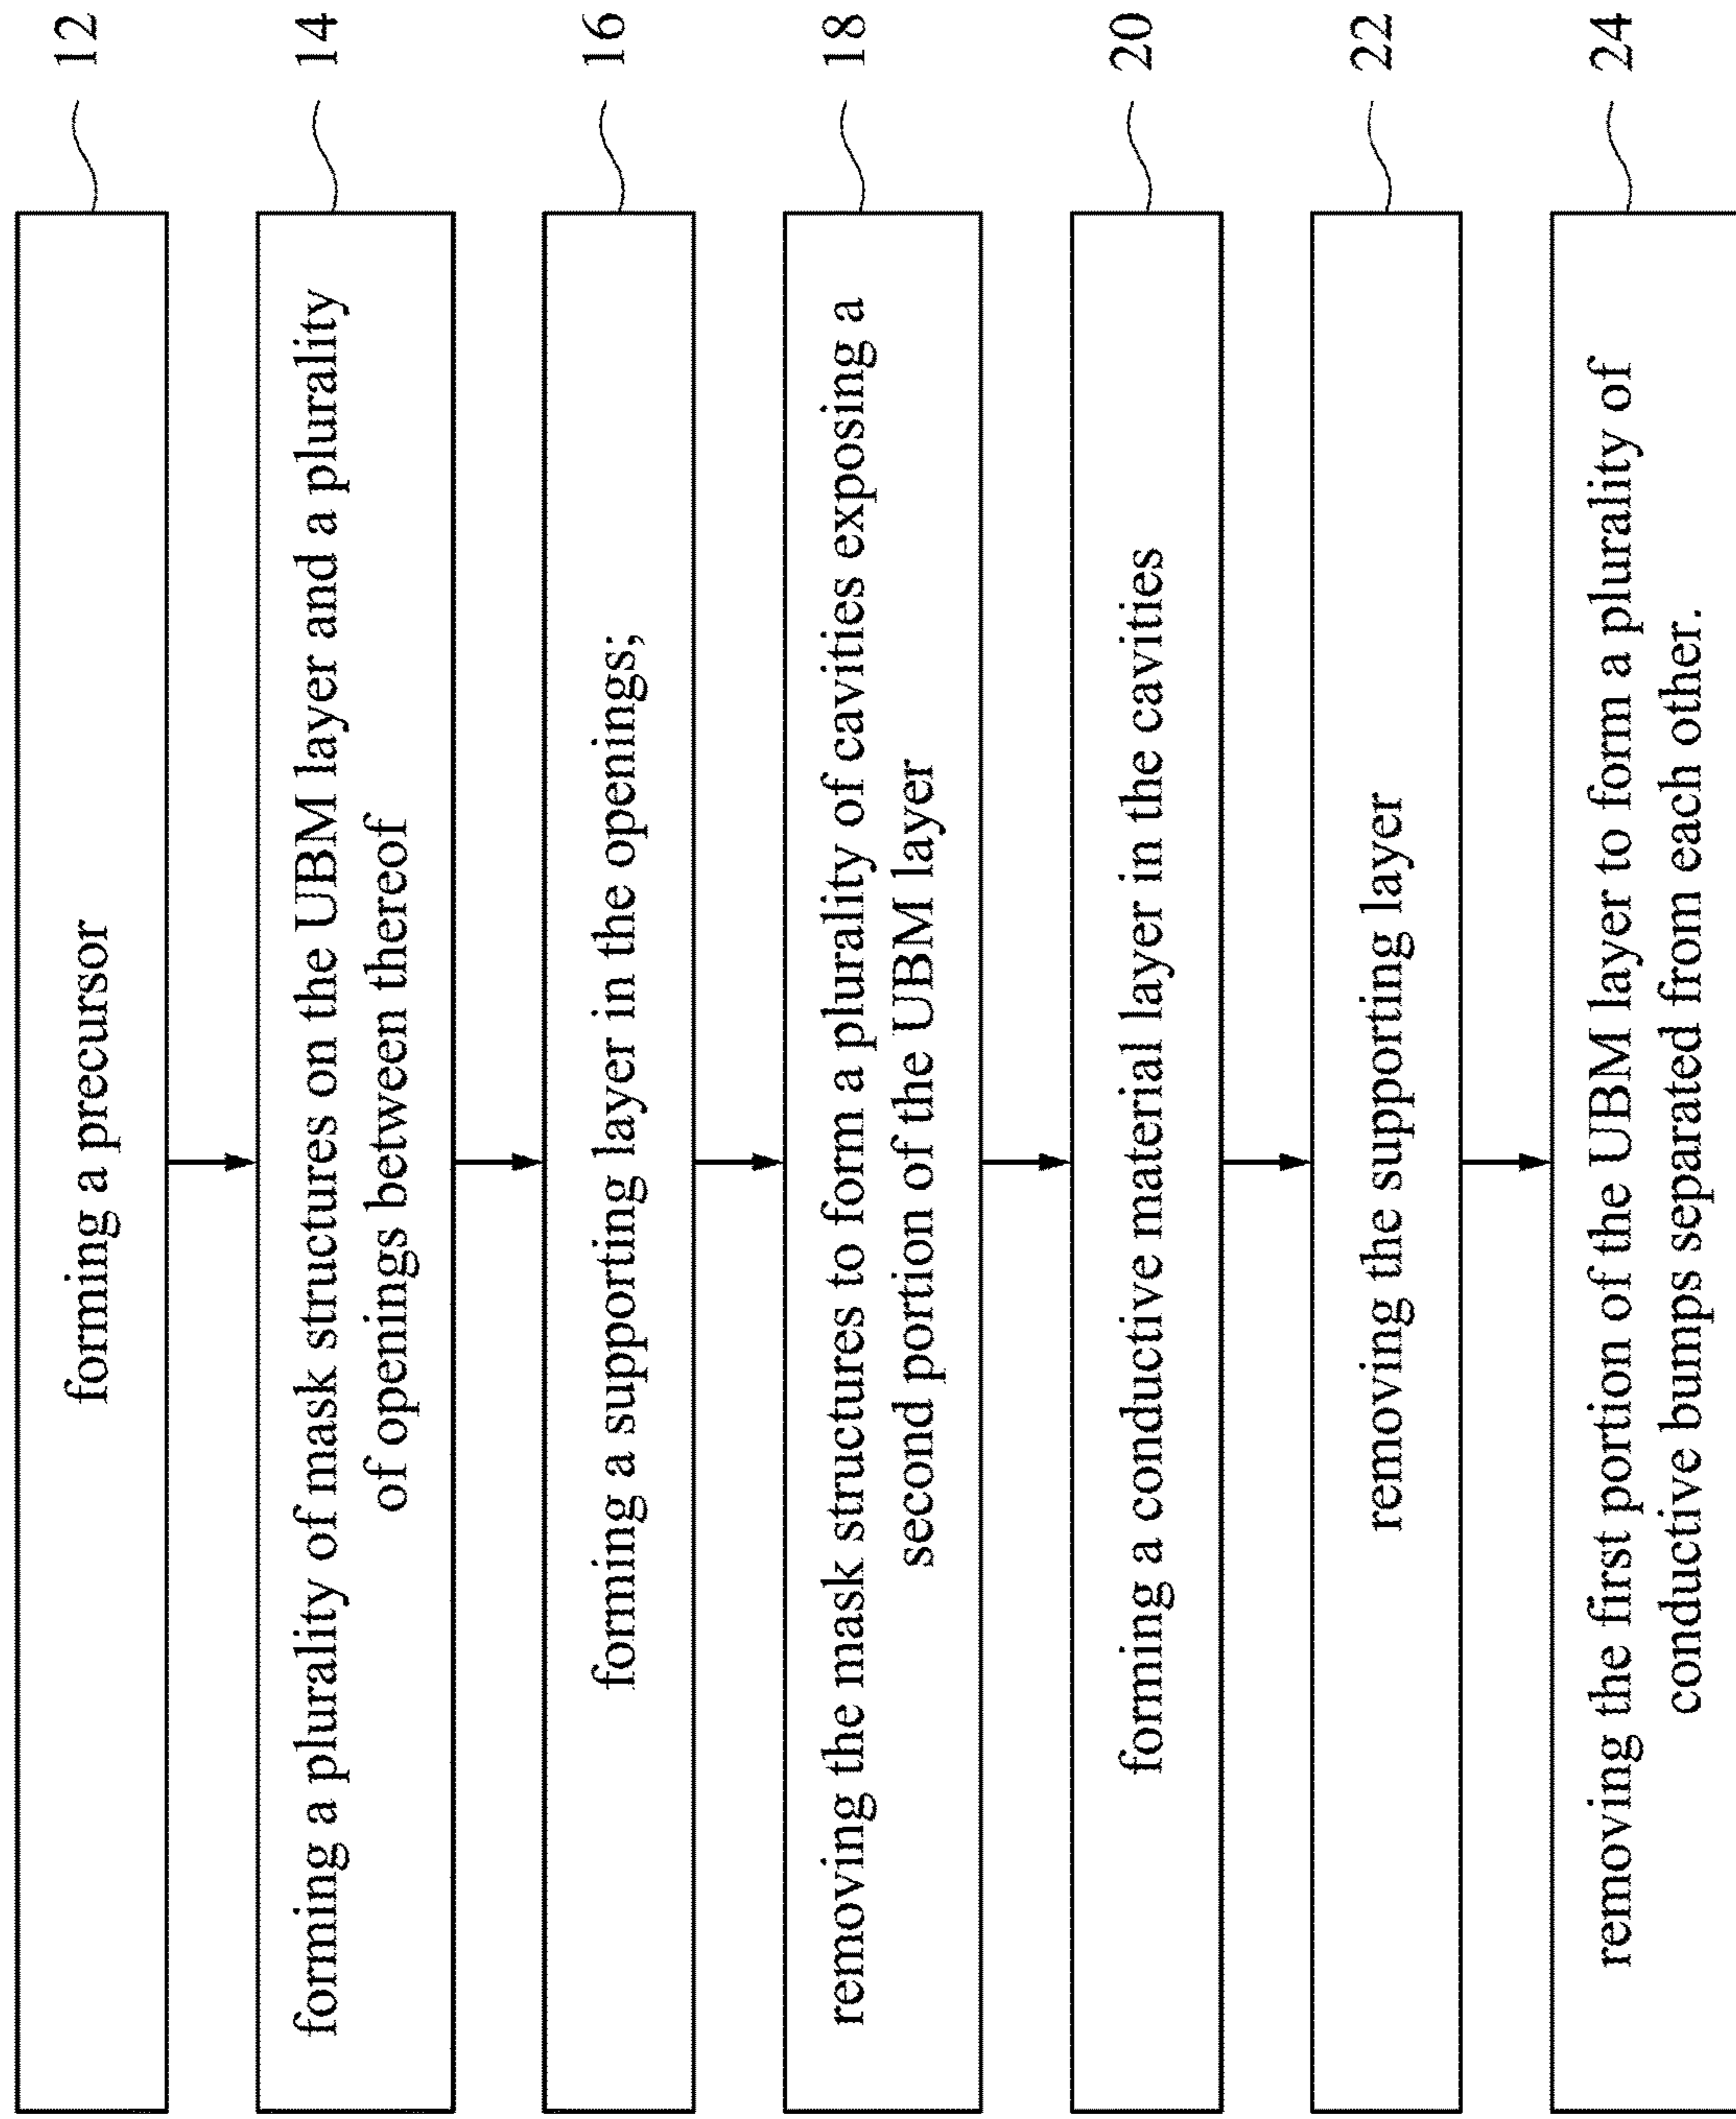 forming a precursor
12
forming a plurality of mask structures on the UBM layer and a plurality
of openings between thereof
14
forming a supporting layer in the openings;
16
removing the mask structures to form a plurality of cavities exposing a
second portion of the UBM layer
18
forming a conductive material layer in the cavities
20
removing the supporting layer
22
removing the first portion of the UBM layer to form a plurality of
conductive bumps separated from each other.
24